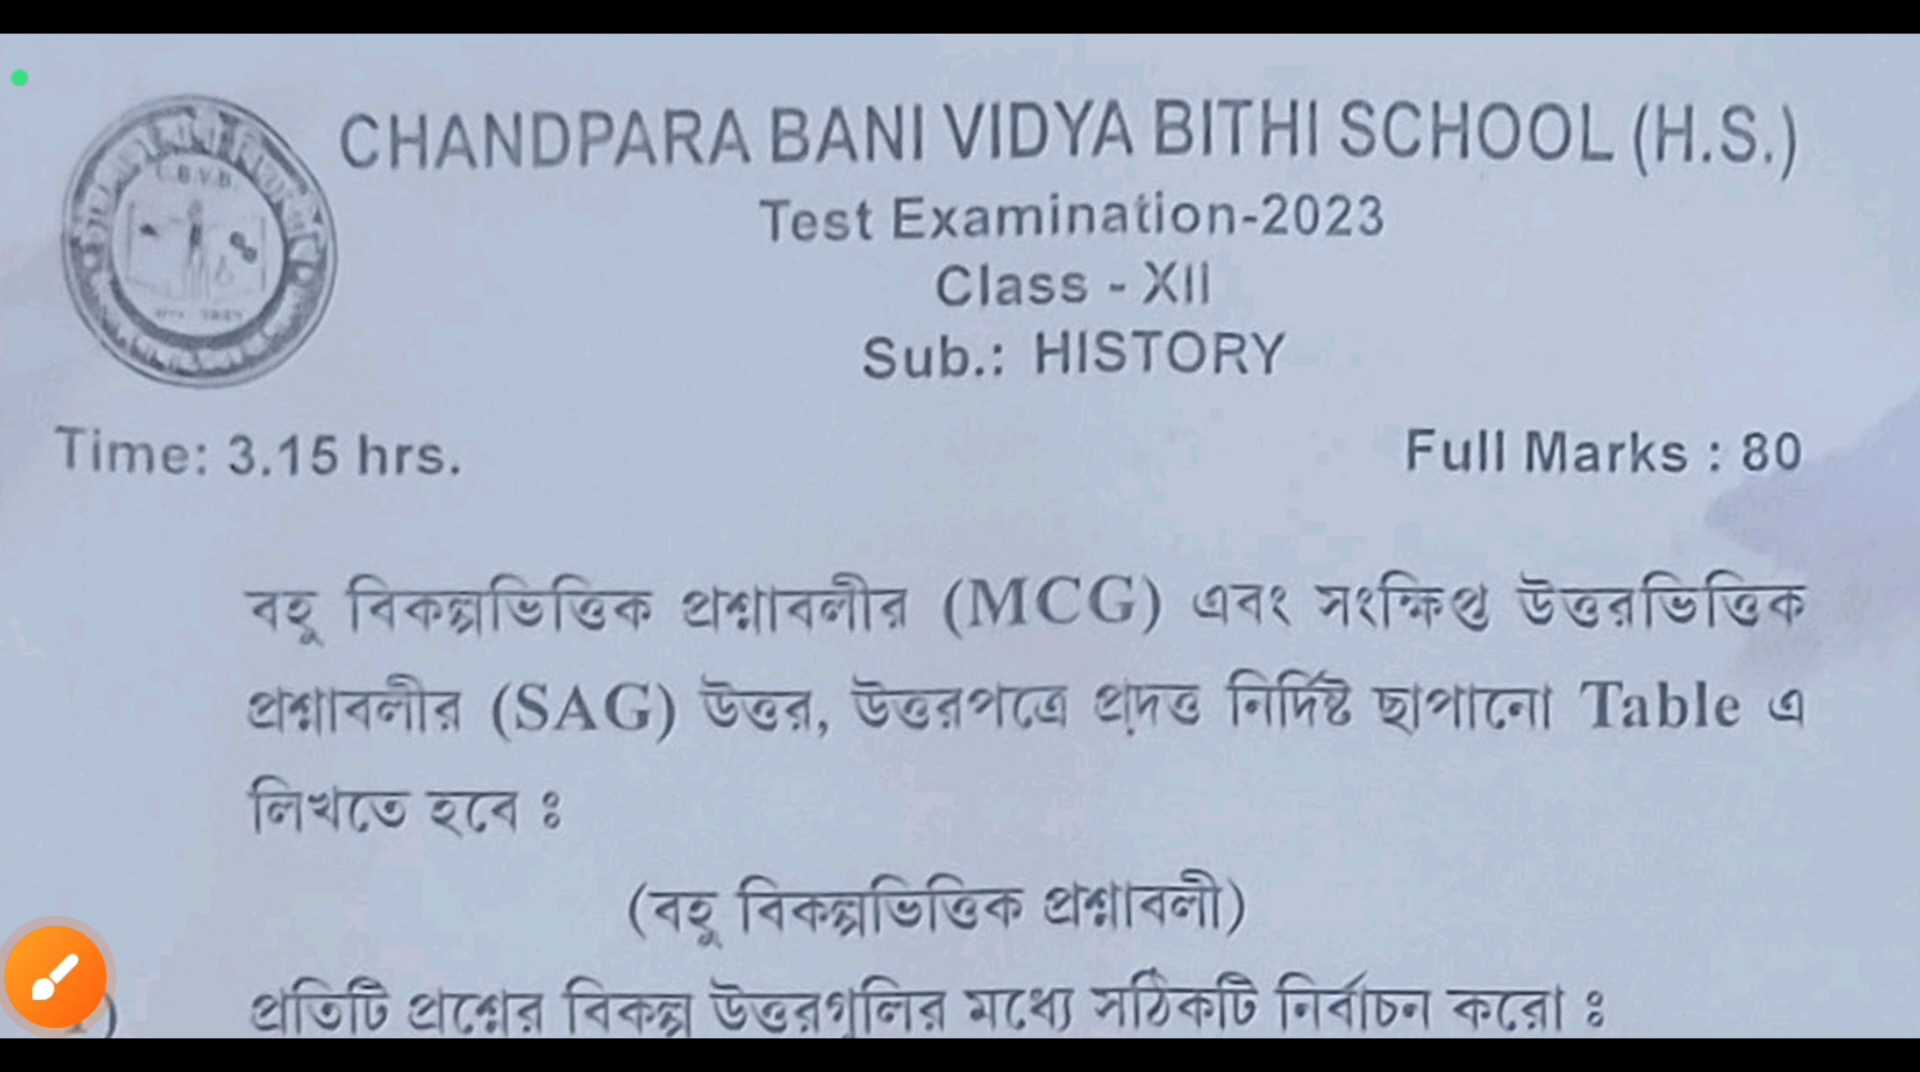 C.B.V.B.
CHANDPARA BANI VIDYA BITHI SCHOOL (H.S.)
Test Examination-2023
Class - XII
Sub.: HISTORY
Time: 3.15 hrs.
Full Marks : 80
বহু বিকল্পভিত্তিক প্রশ্নাবলীর (MCG) এবং সংক্ষিপ্ত উত্তরভিত্তিক
প্রশ্নাবলীর (SAG) উত্তর, উত্তরপত্রে প্রদত্ত নির্দিষ্ট ছাপানো Table এ
লিখতে হবে ঃ
(বহু বিকল্পভিত্তিক প্রশ্নাবলী)
প্রতিটি প্রশ্নের বিকল্প উত্তরগুলির মধ্যে সঠিকটি নির্বাচন করো ঃ